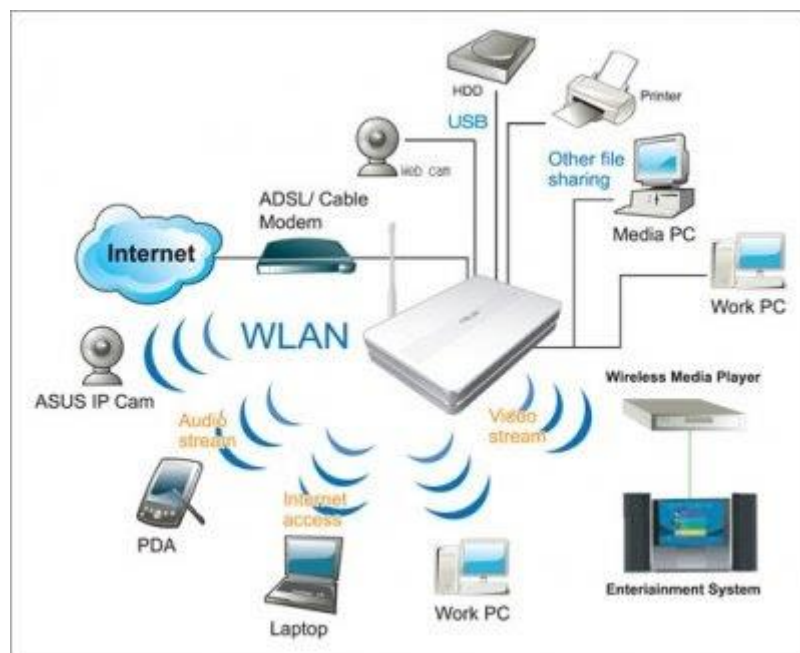 HDD
USB
Printer
Web cam
Other file
sharing
ADSL/ Cable
Modem
Media PC
Internet
Work PC
WLAN
ASUS IP Cam
Wireless Media Player
Audio
stream
Video
stream
Internet
access
PDA
Laptop
Work PC
Enteriainment System